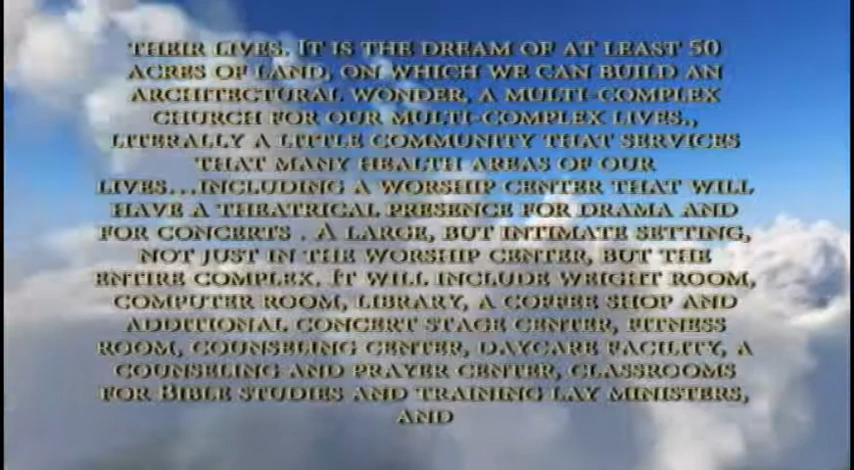 THEIR LIVES. IT IS THE DREAM OF AT LEAST 50
ACRES OF LAND, ON WHICH WE CAN BUILD AN
ARCHITECTURAL WONDER, A MULTI-COMPLEX
CHURCH FOR OUR MULTI-COMPLEX LIVES.,
LITERALLY A LITTLE COMMUNITY THAT SERVICES
THAT MANY HEALTH AREAS OF OUR
LIVES...INCLUDING A WORSHIP CENTER THAT WILL
HAVE A THEATRICAL PRESENCE FOR DRAMA AND
FOR CONCERTS . A LARGE, BUT INTIMATE SETTING,
NOT JUST IN THE WORSHIP CENTER, BUT THE
ENTIRE COMPLEX. IT WILL INCLUDE WEIGHT ROOM,
COMPUTER ROOM, LIBRARY, A COFFEE SHOP AND
ADDITIONAL CONCERT STAGE CENTER, FITNESS
ROOM, COUNSELING CENTER, DAYCARE FACILITY, A
COUNSELING AND PRAYER CENTER, CLASSROOMS
FOR BIBLE STUDIES AND TRAINING LAY MINISTERS,
AND